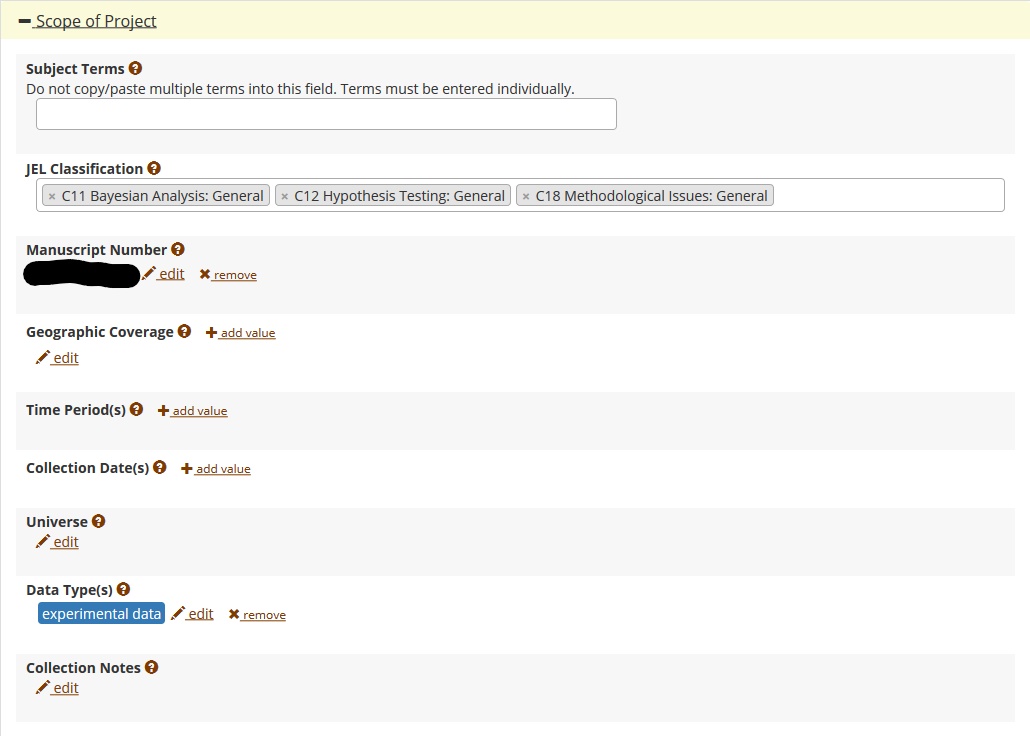 Scope of Project
Subject Terms
Do not copy/paste multiple terms into this field. Terms must be entered individually.
JEL Classification
× C11 Bayesian Analysis: General × C12 Hypothesis Testing: General × C18 Methodological Issues: General
Manuscript Number
edit remove
Geographic Coverage add value
edit
Time Period(s) add value
Collection Date(s) add value
Universe
edit
Data Type(s)
experimental data edit remove
Collection Notes
edit